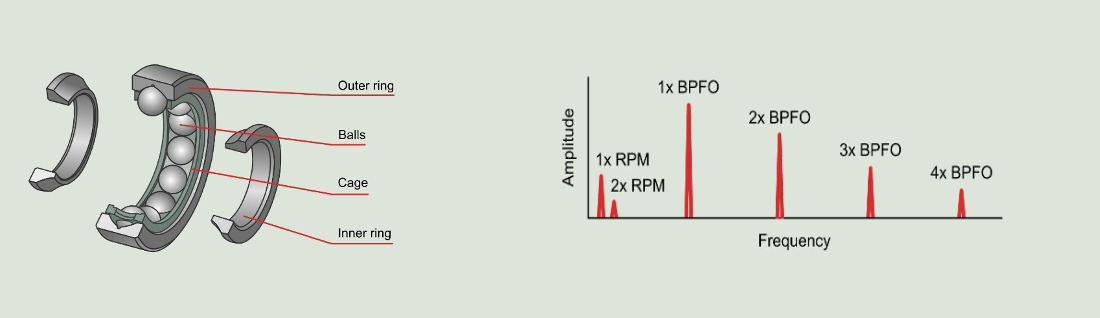 Outer ring
Balls
Cage
Inner ring
Amplitude
1x BPFO
2x BPFO
3x BPFO
4x BPFO
1x RPM
2x RPM
Frequency